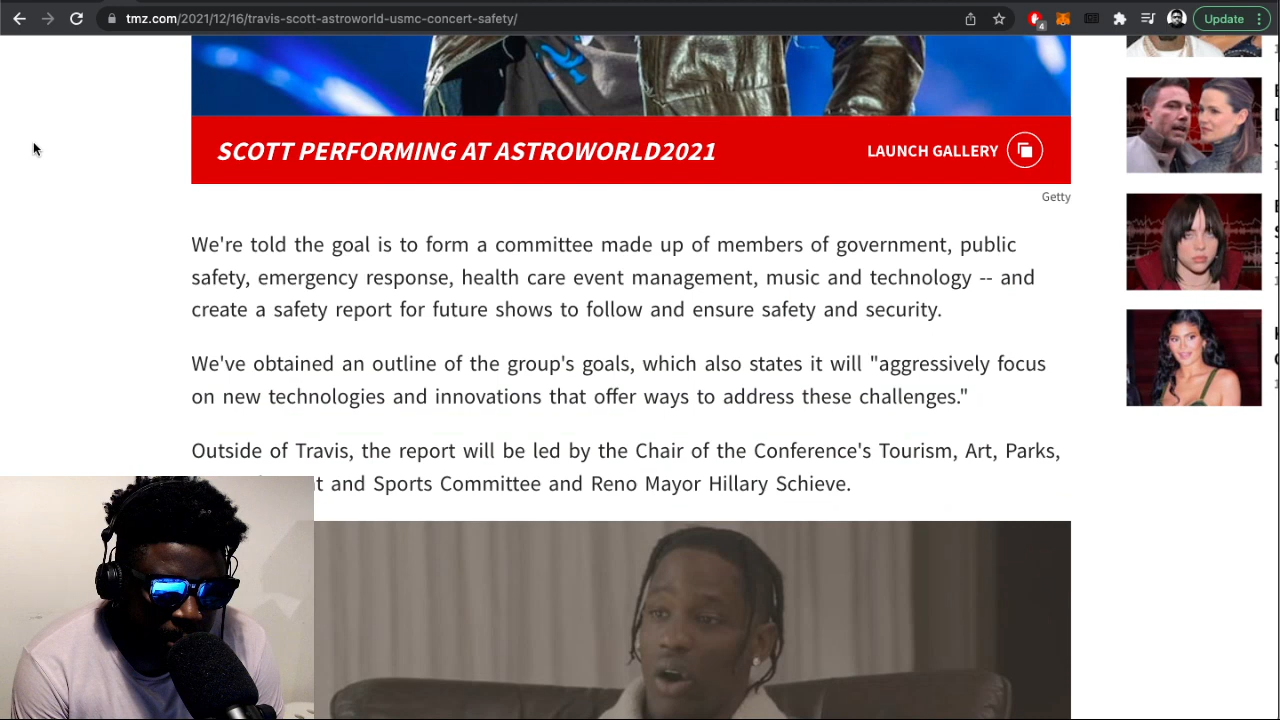 tmz.com/2021/12/16/travis-scott-astroworld-usmc-concert-safety/
4
Update
SCOTT PERFORMING AT ASTROWORLD2021
LAUNCH GALLERY
Getty
We're told the goal is to form a committee made up of members of government, public
safety, emergency response, health care event management, music and technology -- and
create a safety report for future shows to follow and ensure safety and security.
We've obtained an outline of the group's goals, which also states it will "aggressively focus
on new technologies and innovations that offer ways to address these challenges."
Outside of Travis, the report will be led by the Chair of the Conference's Tourism, Art, Parks,
and Sports Committee and Reno Mayor Hillary Schieve.